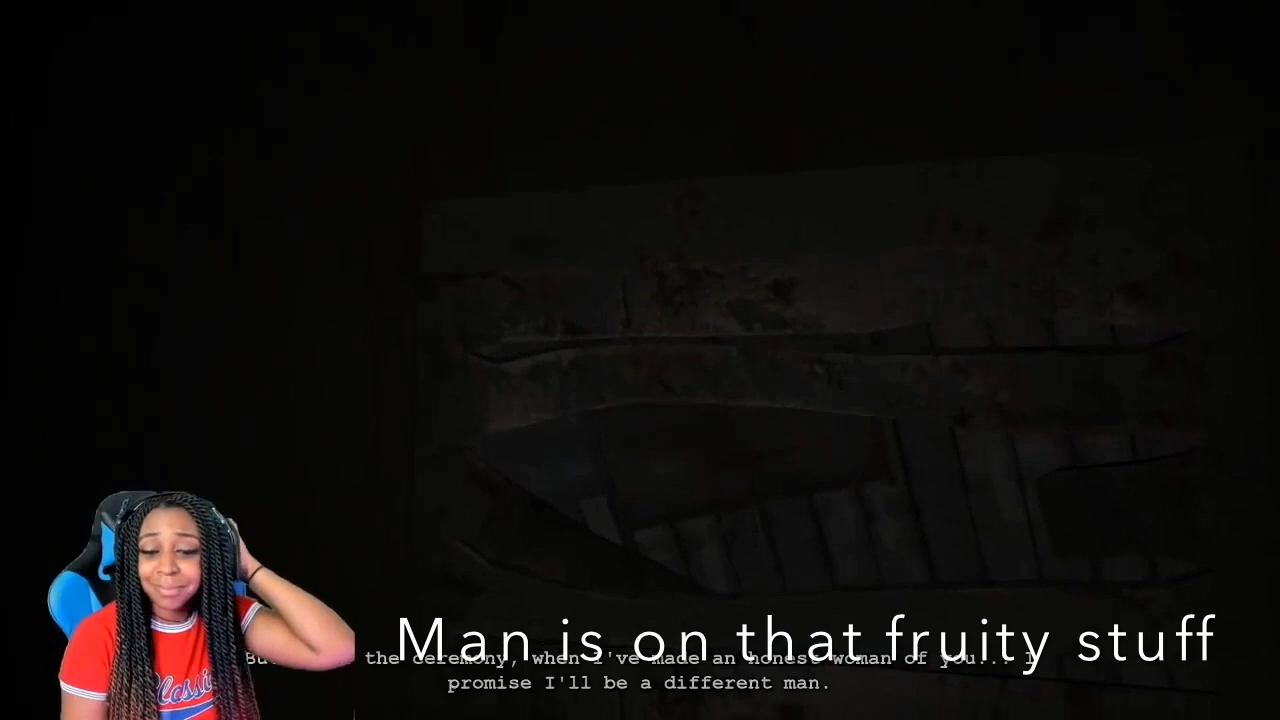 Man is on that fruity stuff
the ceremony, when I've made an honest woman of you... I
promise I'll be a different man.
Classic